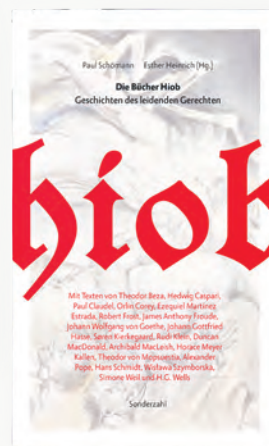 Paul Schömann Esther Heinrich (Hg.)
Die Bücher Hiob
Geschichten des leidenden Gerechten
hiob
Mit Texten von Theodor Beza, Hedwig Caspari,
Paul Claudel, Orlin Corey, Ezequiel Martínez
Estrada, Robert Frost, James Anthony Froude,
Johann Wolfgang von Goethe, Johann Gottfried
Hasse, Søren Kierkegaard, Rudi Klein, Duncan
MacDonald, Archibald MacLeish, Horace Meyer
Kallen, Theodor von Mopsuestia, Alexander
Pope, Hans Schmidt, Wisława Szymborska,
Simone Weil und H.G. Wells
Sonderzahl